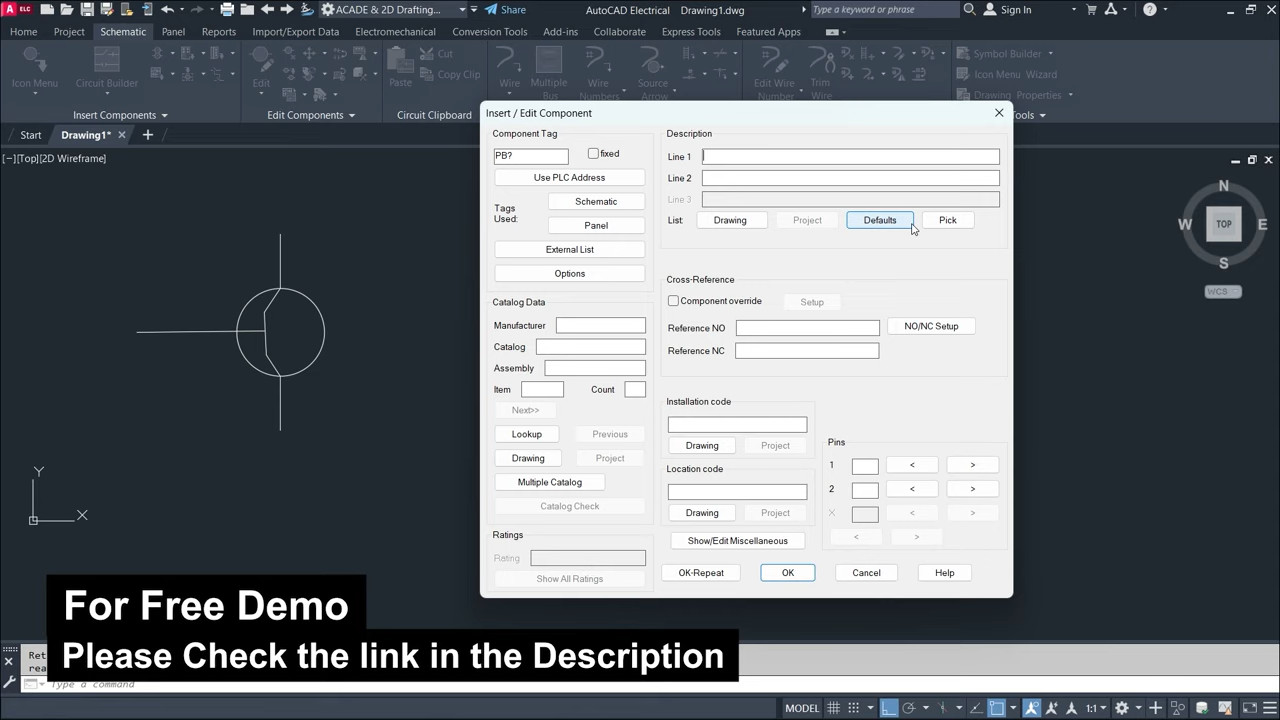 ELC
ACADE & 2D Drafting...
Share
AutoCAD Electrical
Drawing1.dwg
Type a keyword or phrase
Sign In
Home
Project
Schematic
Panel
Reports
Import/Export Data
Electromechanical
Conversion Tools
Add-ins
Collaborate
Express Tools
Featured Apps
Icon Menu
Circuit Builder
Edit
Paste
Cut
Copy Clip
Wire
Multiple
Bus
Wire
Numbers
Source
Arrow
Edit Wire
Number
Trim
Wire
Symbol Builder
Icon Menu Wizard
Drawing Properties
Insert Components
Edit Components
Circuit Clipboard
Tools
Start
Drawing1*
[–][Top][2D Wireframe]
Insert / Edit Component
Component Tag
PB?
fixed
Use PLC Address
Tags
Used:
Schematic
Panel
External List
Options
Catalog Data
Manufacturer
Catalog
Assembly
Item
Count
Next>>
Lookup
Previous
Drawing
Project
Multiple Catalog
Catalog Check
Ratings
Rating
Show All Ratings
Description
Line 1
Line 2
Line 3
List:
Drawing
Project
Defaults
Pick
Cross-Reference
Component override
Setup
Reference NO
NO/NC Setup
Reference NC
Installation code
Drawing
Project
Location code
Drawing
Project
Show/Edit Miscellaneous
Pins
1
<
>
2
<
>
X
<
>
<
>
OK-Repeat
OK
Cancel
Help
N
W
TOP
E
S
WCS
Y
X
For Free Demo
Please Check the link in the Description
Ret
rea
Type a command
MODEL
1:1